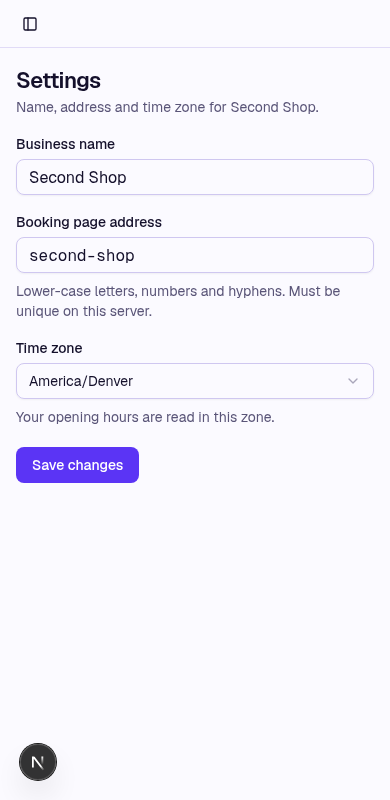 Settings
Name, address and time zone for Second Shop.
Business name
Second Shop
Booking page address
second-shop
Lower-case letters, numbers and hyphens. Must be
unique on this server.
Time zone
America/Denver
Your opening hours are read in this zone.
Save changes
N